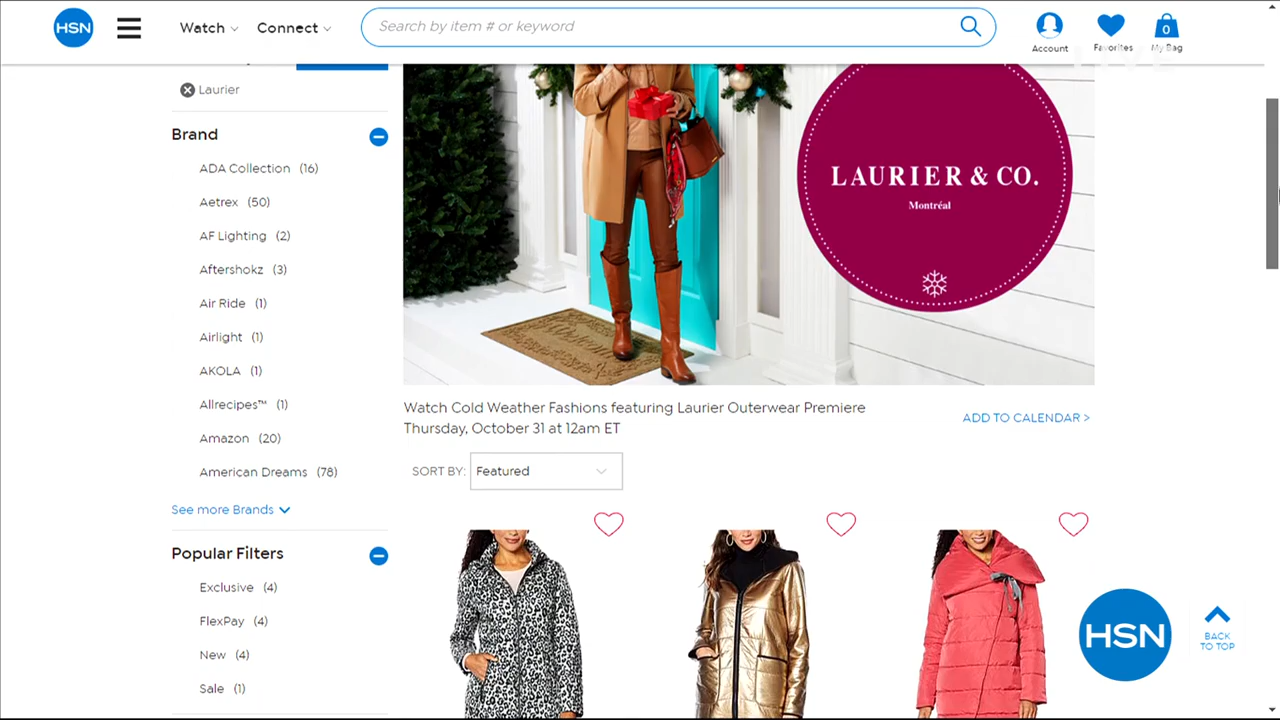 HSN
Watch
Connect
Search by item # or keyword
Account
Favorites
0
My Bag
Laurier
Brand
ADA Collection (16)
Aetrex (50)
AF Lighting (2)
Aftershokz (3)
Air Ride (1)
Airlight (1)
AKOLA (1)
Allrecipes™ (1)
Amazon (20)
American Dreams (78)
See more Brands
Popular Filters
Exclusive (4)
FlexPay (4)
New (4)
Sale (1)
LAURIER & CO.
Montréal
Watch Cold Weather Fashions featuring Laurier Outerwear Premiere
Thursday, October 31 at 12am ET
ADD TO CALENDAR >
SORT BY: Featured
HSN
BACK
TO TOP